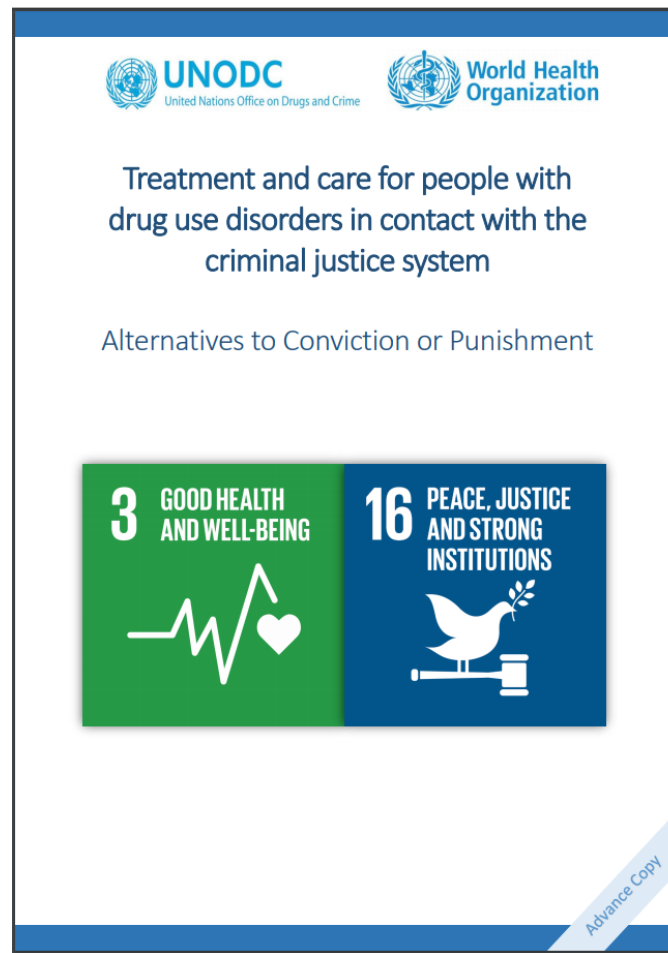 UNODC
United Nations Office on Drugs and Crime
World Health
Organization
Treatment and care for people with
drug use disorders in contact with the
criminal justice system
Alternatives to Conviction or Punishment
3 GOOD HEALTH
AND WELL-BEING
16 PEACE, JUSTICE
AND STRONG
INSTITUTIONS
Advance Copy